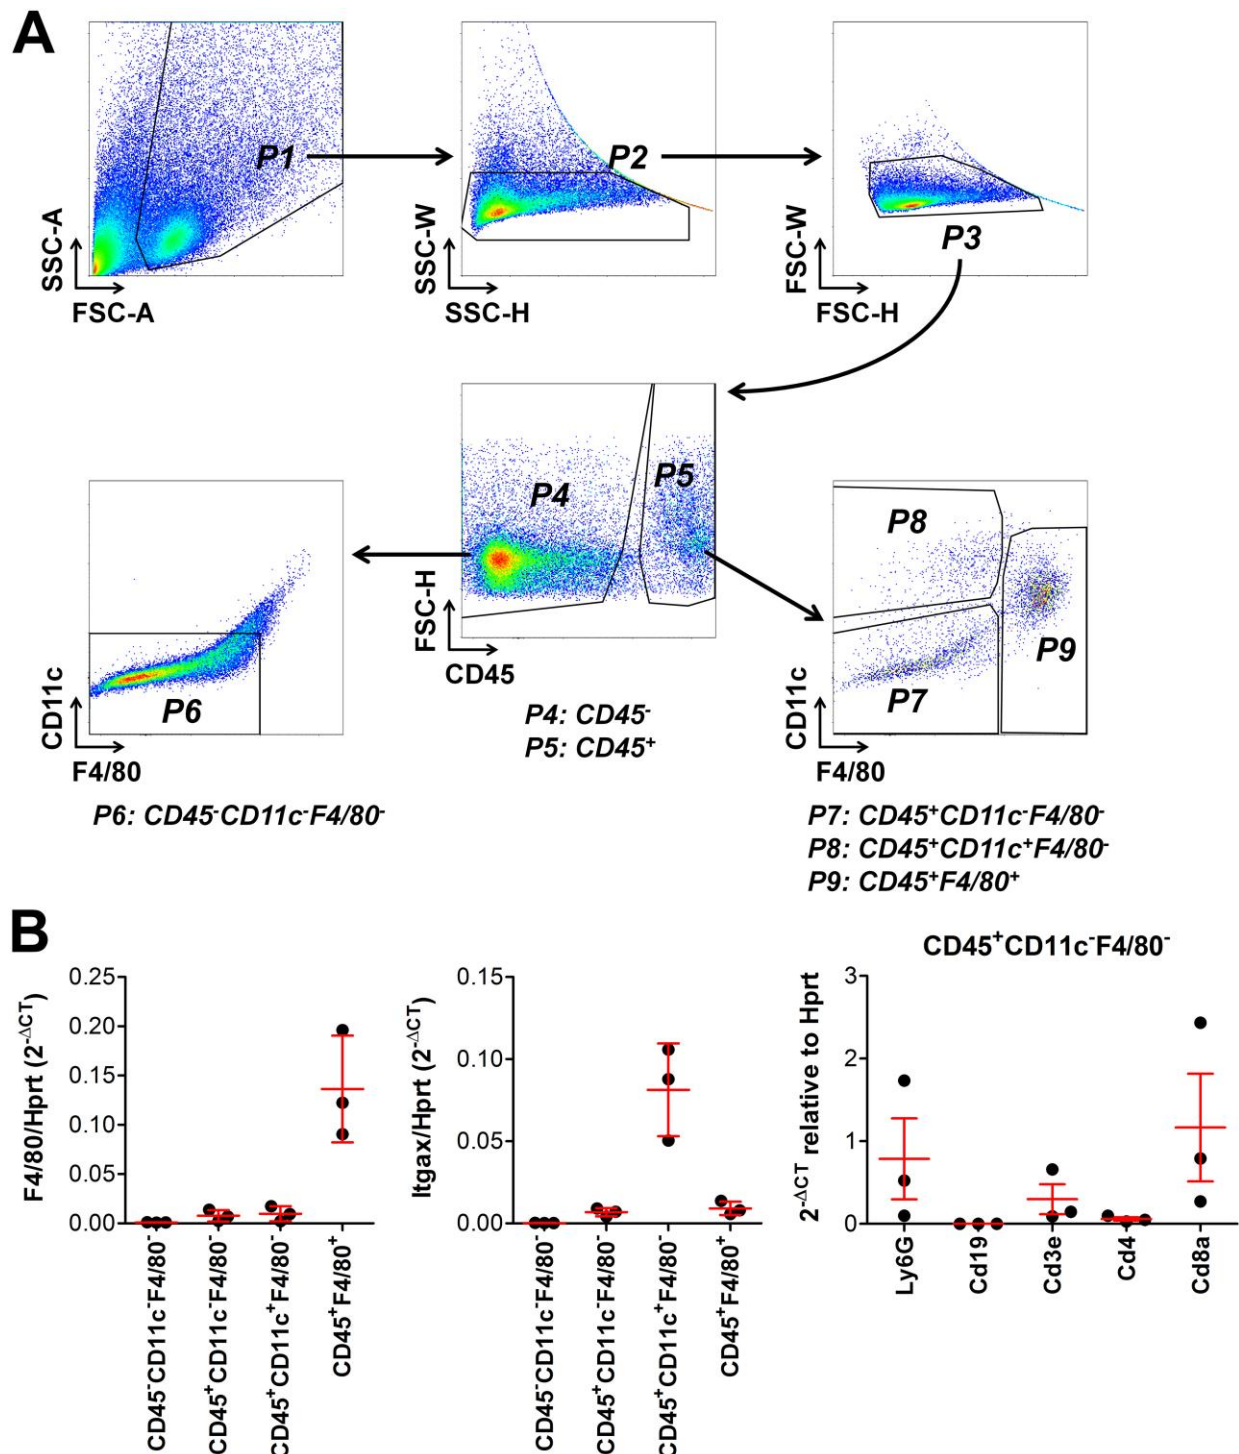 A
P1
SSC-A
FSC-A
P2
SSC-W
SSC-H
P3
FSC-W
FSC-H
P4
P5
FSC-H
CD45
P4: CD45⁻
P5: CD45⁺
P6
CD11c
F4/80
P6: CD45⁻CD11c⁻F4/80⁻
P8
P9
P7
CD11c
F4/80
P7: CD45⁺CD11c⁻F4/80⁻
P8: CD45⁺CD11c⁺F4/80⁻
P9: CD45⁺F4/80⁺
B
F4/80/Hprt (2⁻ΔCT)
0.25
0.20
0.15
0.10
0.05
0.00
CD45⁻CD11c⁻F4/80⁻
CD45⁺CD11c⁻F4/80⁻
CD45⁺CD11c⁺F4/80⁻
CD45⁺F4/80⁺
Itgax/Hprt (2⁻ΔCT)
0.15
0.10
0.05
0.00
CD45⁻CD11c⁻F4/80⁻
CD45⁺CD11c⁻F4/80⁻
CD45⁺CD11c⁺F4/80⁻
CD45⁺F4/80⁺
CD45⁺CD11c⁻F4/80⁻
2⁻ΔCT relative to Hprt
3
2
1
0
Ly6G
Cd19
Cd3e
Cd4
Cd8a